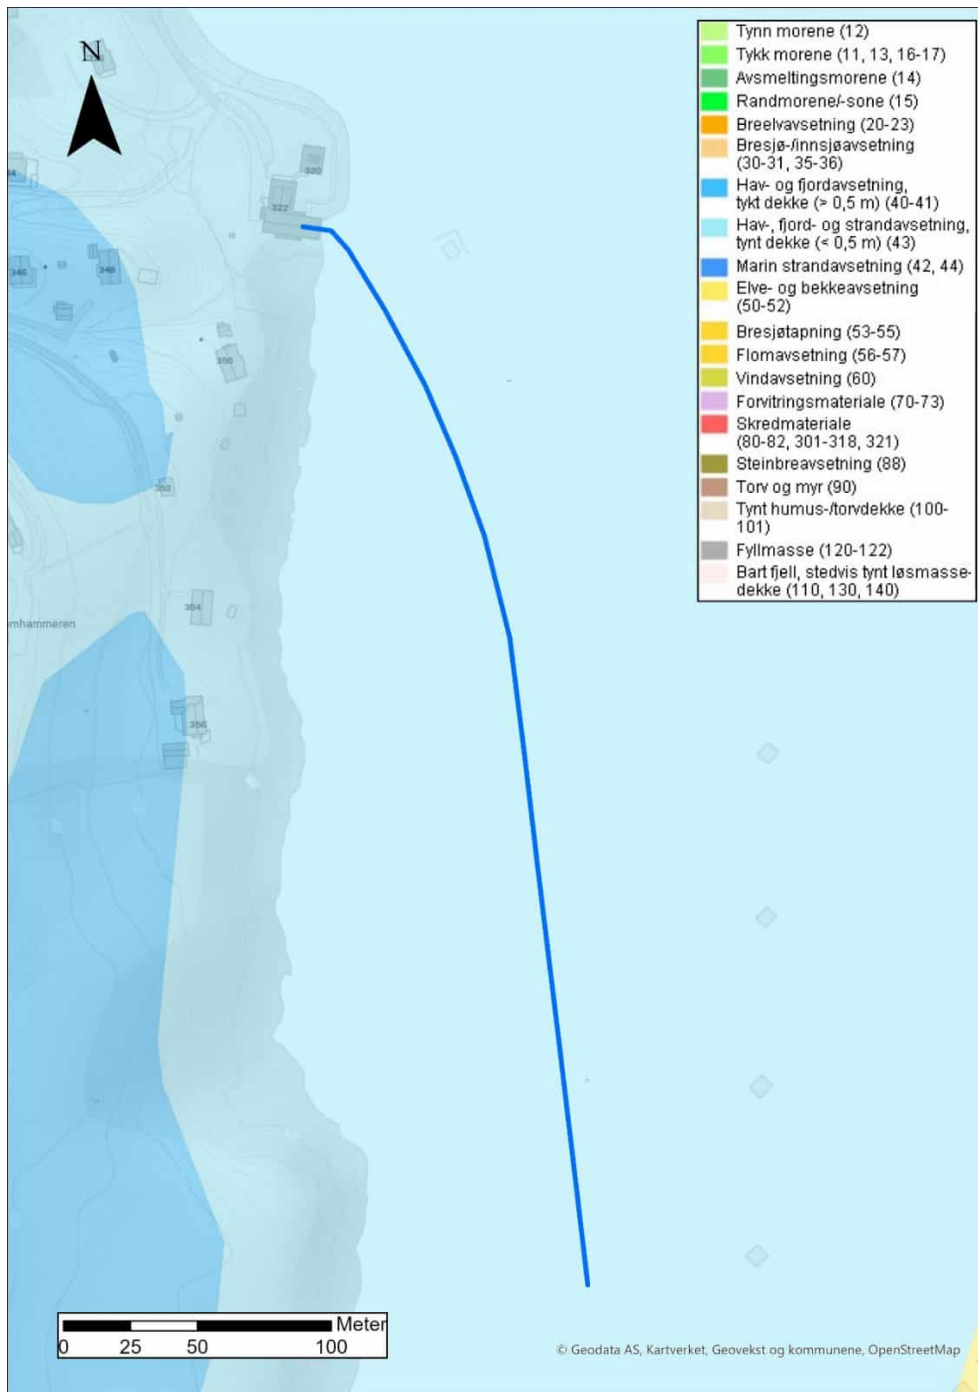 N
Tynn morene (12)
Tykk morene (11, 13, 16-17)
Avsmeltingsmorene (14)
Randmorene/-sone (15)
Breelvavsetning (20-23)
Bresjø-/innsjøavsetning
(30-31, 35-36)
Hav- og fjordavsetning,
tykt dekke (> 0,5 m) (40-41)
Hav-, fjord- og strandavsetning,
tynt dekke (< 0,5 m) (43)
Marin strandavsetning (42, 44)
Elve- og bekkeavsetning
(50-52)
Bresjøtapning (53-55)
Flomavsetning (56-57)
Vindavsetning (60)
Forvitringsmateriale (70-73)
Skredmateriale
(80-82, 301-318, 321)
Steinbreavsetning (88)
Torv og myr (90)
Tynt humus-/torvdekke (100-
101)
Fyllmasse (120-122)
Bart fjell, stedvis tynt løsmasse-
dekke (110, 130, 140)
320
322
346
348
350
352
354
mhammeren
356
Meter
0 25 50 100
© Geodata AS, Kartverket, Geovekst og kommunene, OpenStreetMap